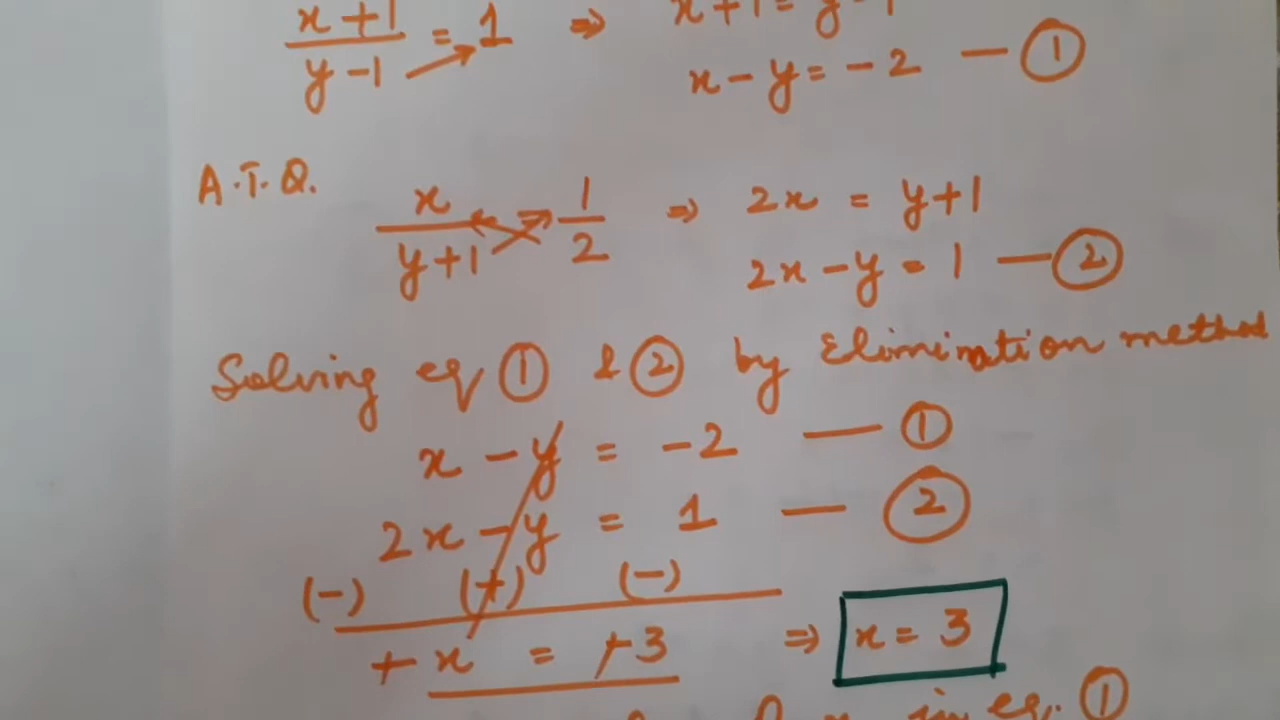 x+1/y-1 = 1 ⇒ x+1 = y-1
x - y = -2 — ①
A.T.Q. x/y+1 = 1/2 ⇒ 2x = y+1
2x - y = 1 — ②
Solving eq ① & ② by Elimination method
x - y = -2 — ①
2x - y = 1 — ②
(-) (+) (-)
+x = +3 ⇒ x = 3
in eq. ①